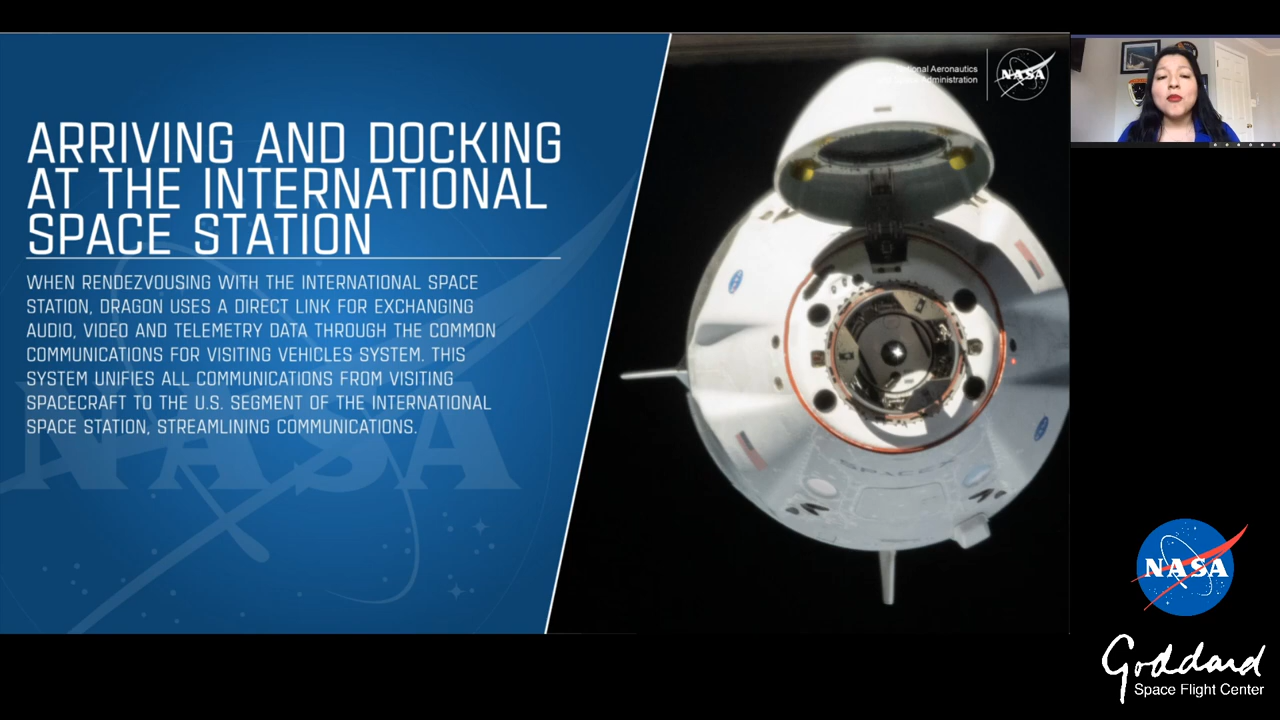 ARRIVING AND DOCKING
AT THE INTERNATIONAL
SPACE STATION
WHEN RENDEZVOUSING WITH THE INTERNATIONAL SPACE
STATION, DRAGON USES A DIRECT LINK FOR EXCHANGING
AUDIO, VIDEO AND TELEMETRY DATA THROUGH THE COMMON
COMMUNICATIONS FOR VISITING VEHICLES SYSTEM. THIS
SYSTEM UNIFIES ALL COMMUNICATIONS FROM VISITING
SPACECRAFT TO THE U.S. SEGMENT OF THE INTERNATIONAL
SPACE STATION, STREAMLINING COMMUNICATIONS.
NASA
Aeronautics
Administration
NASA
SPACEX
NASA
Goddard
Space Flight Center